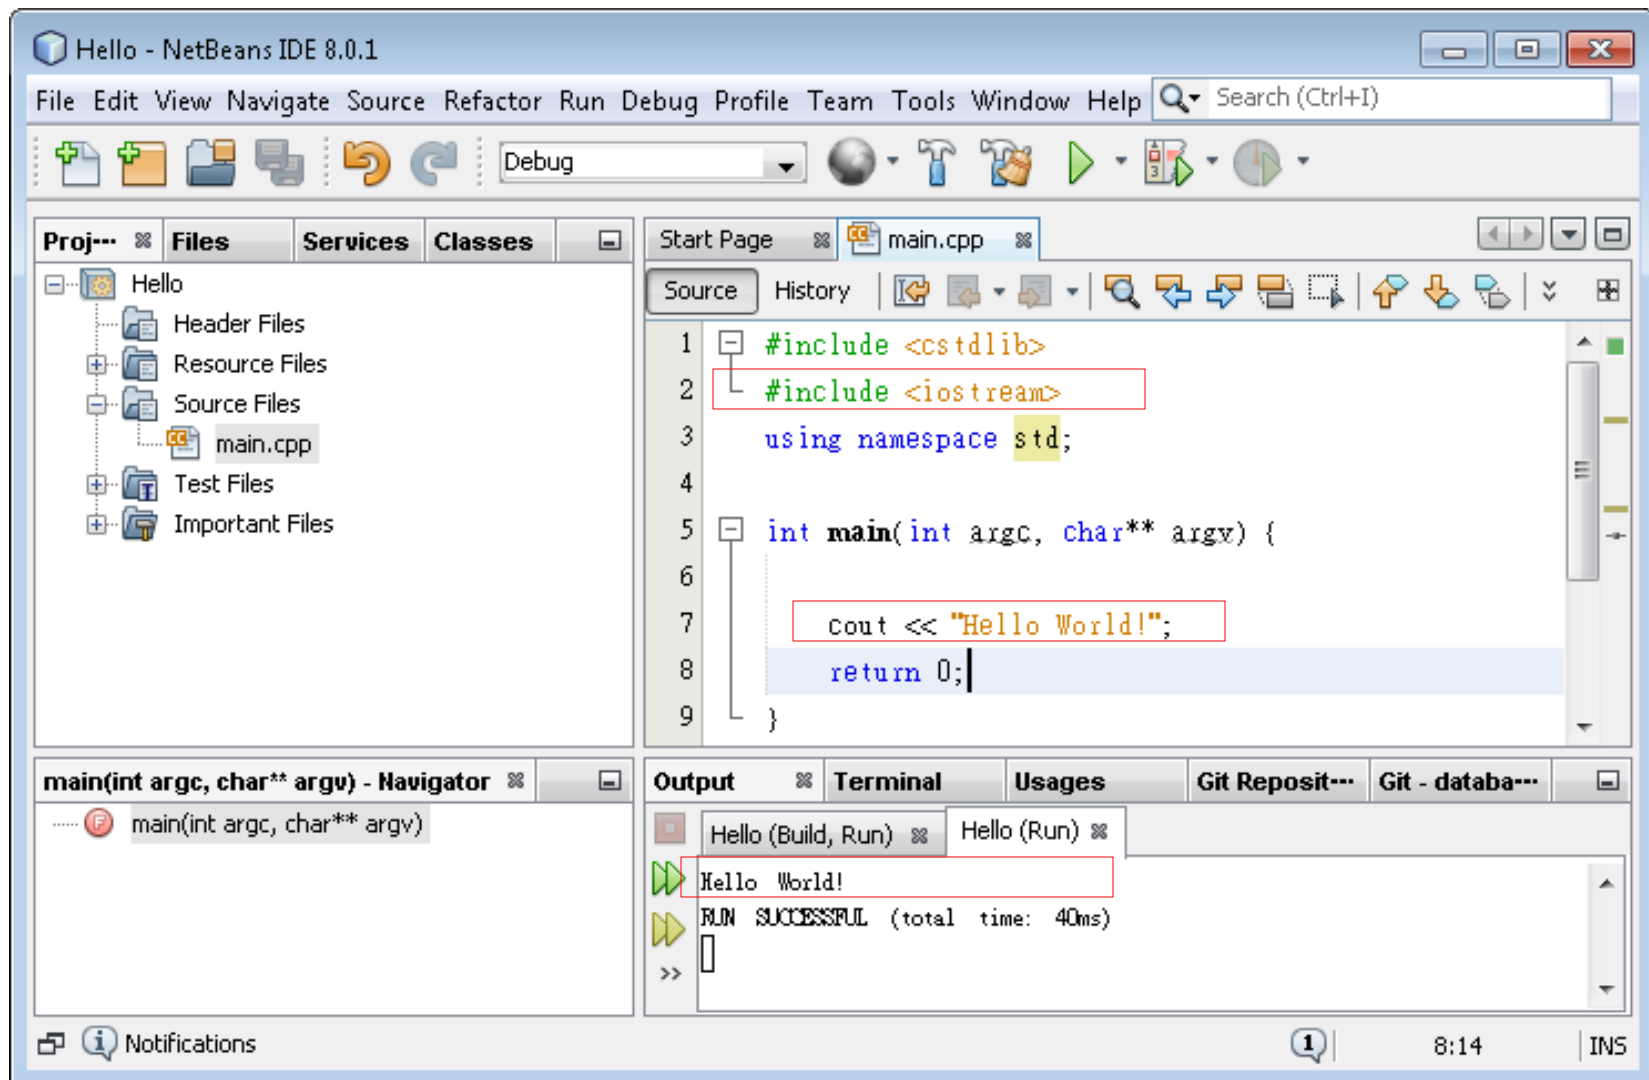 Hello - NetBeans IDE 8.0.1
File Edit View Navigate Source Refactor Run Debug Profile Team Tools Window Help Search (Ctrl+I)
Debug
Proj··· Files Services Classes
Hello
Header Files
Resource Files
Source Files
main.cpp
Test Files
Important Files
Start Page main.cpp
Source History
1 #include <cstdlib>
2 #include <iostream>
3 using namespace std;
4
5 int main(int argc, char** argv) {
6
7 cout << "Hello World!";
8 return 0;
9 }
main(int argc, char** argv) - Navigator
main(int argc, char** argv)
Output Terminal Usages Git Reposit··· Git - databa···
Hello (Build, Run) Hello (Run)
Hello World!
RUN SUCCESSFUL (total time: 40ms)
Notifications 1 8:14 INS